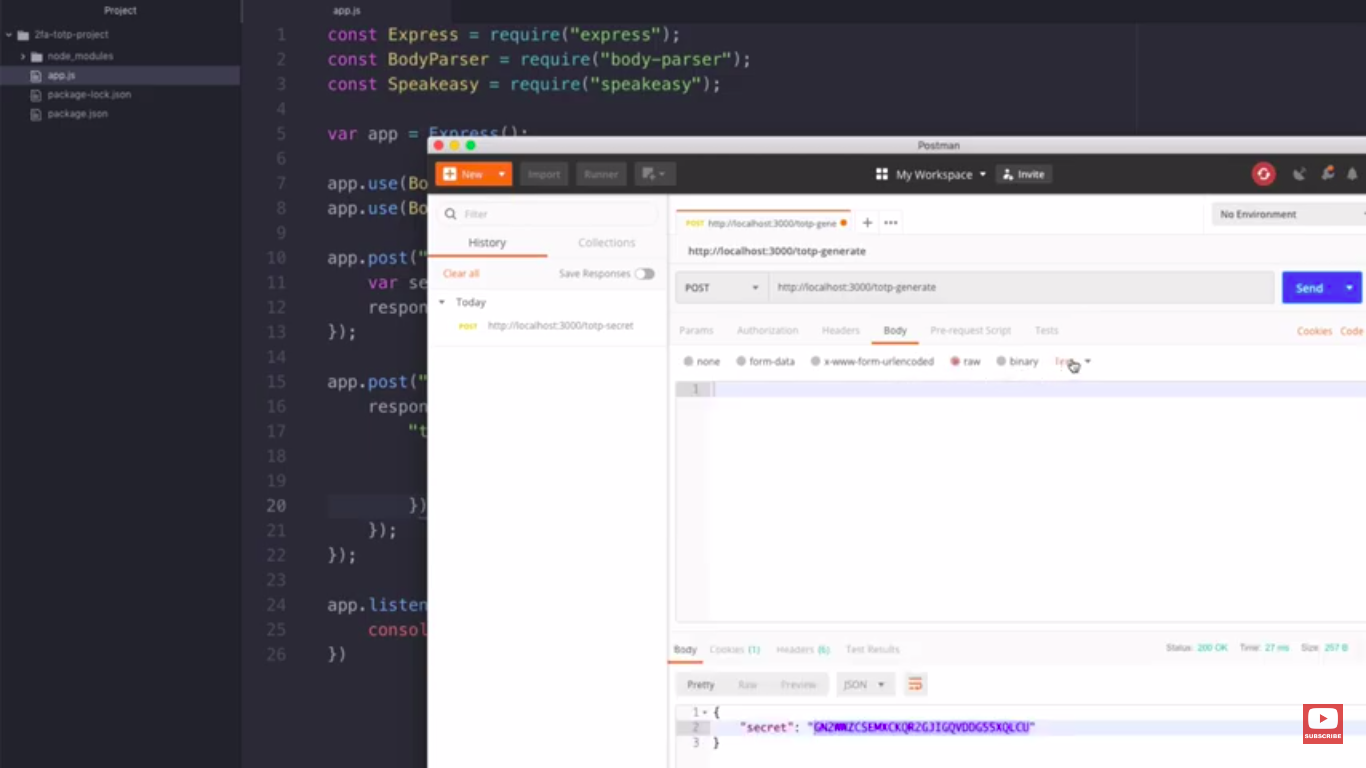 Project
2fa-totp-project
node_modules
app.js
package-lock.json
package.json
app.js
1 const Express = require("express");
2 const BodyParser = require("body-parser");
3 const Speakeasy = require("speakeasy");
4
5 var app = Express();
6
7 app.use(Bo
8 app.use(Bo
9
10 app.post("
11 var se
12 respon
13 });
14
15 app.post("
16 respon
17 "t
18
19
20 })
21 });
22 });
23
24 app.listen
25 consol
26 })
Postman
New Import Runner My Workspace Invite
Filter
History Collections
Clear all Save Responses
Today
POST http://localhost:3000/totp-secret
POST http://localhost:3000/totp-gene + ••• No Environment
http://localhost:3000/totp-generate
POST http://localhost:3000/totp-generate Send
Params Authorization Headers Body Pre-request Script Tests Cookies Code
none form-data x-www-form-urlencoded raw binary
1
Body Cookies (1) Headers (6) Test Results Status: 200 OK Time: 27 ms Size: 257 B
Pretty Raw Preview JSON
1 {
2 "secret":
3 }
SUBSCRIBE